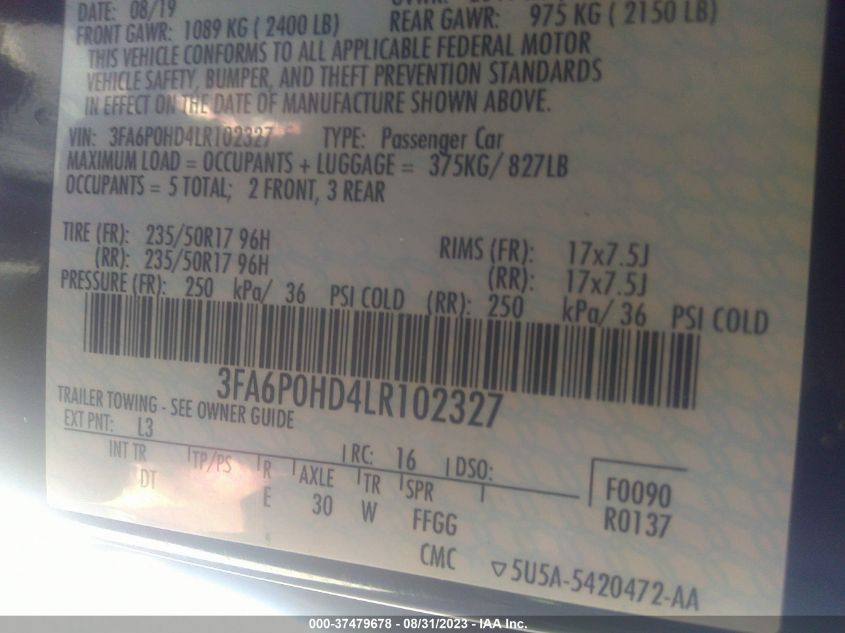 DATE: 08/19
FRONT GAWR: 1089 KG ( 2400 LB) REAR GAWR: 975 KG ( 2150 LB)
THIS VEHICLE CONFORMS TO ALL APPLICABLE FEDERAL MOTOR
VEHICLE SAFETY, BUMPER, AND THEFT PREVENTION STANDARDS
IN EFFECT ON THE DATE OF MANUFACTURE SHOWN ABOVE.
VIN: 3FA6P0HD4LR102327 TYPE: Passenger Car
MAXIMUM LOAD = OCCUPANTS + LUGGAGE = 375KG/ 827LB
OCCUPANTS = 5 TOTAL; 2 FRONT, 3 REAR
TIRE (FR): 235/50R17 96H RIMS (FR): 17x7.5J
(RR): 235/50R17 96H (RR): 17x7.5J
PRESSURE (FR): 250 kPa/ 36 PSI COLD (RR): 250 kPa/ 36 PSI COLD
3FA6P0HD4LR102327
TRAILER TOWING - SEE OWNER GUIDE
EXT PNT: L3 RC: 16 DSO:
INT TR TP/PS R AXLE TR SPR F0090
DT E 30 W FFGG R0137
CMC ▽5U5A-5420472-AA
000-37479678 - 08/31/2023 - IAA Inc.